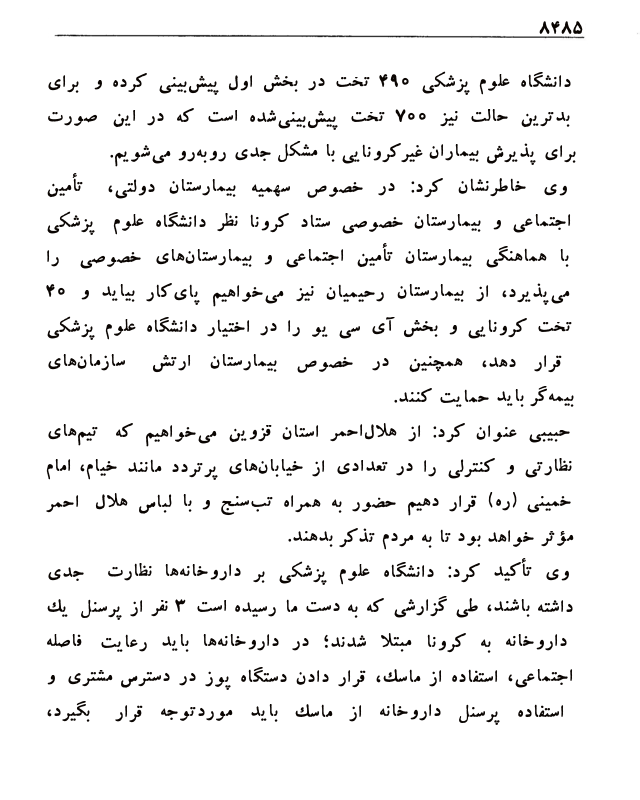 ۸۴۸۵
دانشگاه علوم پزشکی ۴۹۰ تخت در بخش اول پیش‌بینی کرده و برای
بدترین حالت نیز ۷۰۰ تخت پیش‌بینی‌شده است که در این صورت
برای پذیرش بیماران غیرکرونایی با مشکل جدی روبه‌رو می‌شویم.
وی خاطرنشان کرد: در خصوص سهمیه بیمارستان دولتی، تأمین
اجتماعی و بیمارستان خصوصی ستاد کرونا نظر دانشگاه علوم پزشکی
با هماهنگی بیمارستان تأمین اجتماعی و بیمارستان‌های خصوصی را
می‌پذیرد، از بیمارستان رحیمیان نیز می‌خواهیم پای‌کار بیاید و ۴۰
تخت کرونایی و بخش آی سی یو را در اختیار دانشگاه علوم پزشکی
قرار دهد، همچنین در خصوص بیمارستان ارتش سازمان‌های
بیمه‌گر باید حمایت کنند.
حبیبی عنوان کرد: از هلال‌احمر استان قزوین می‌خواهیم که تیم‌های
نظارتی و کنترلی را در تعدادی از خیابان‌های پرتردد مانند خیام، امام
خمینی (ره) قرار دهیم حضور به همراه تب‌سنج و با لباس هلال احمر
مؤثر خواهد بود تا به مردم تذکر بدهند.
وی تأکید کرد: دانشگاه علوم پزشکی بر داروخانه‌ها نظارت جدی
داشته باشند، طی گزارشی که به دست ما رسیده است ۳ نفر از پرسنل یك
داروخانه به کرونا مبتلا شدند؛ در داروخانه‌ها باید رعایت فاصله
اجتماعی، استفاده از ماسك، قرار دادن دستگاه پوز در دسترس مشتری و
استفاده پرسنل داروخانه از ماسك باید موردتوجه قرار بگیرد،